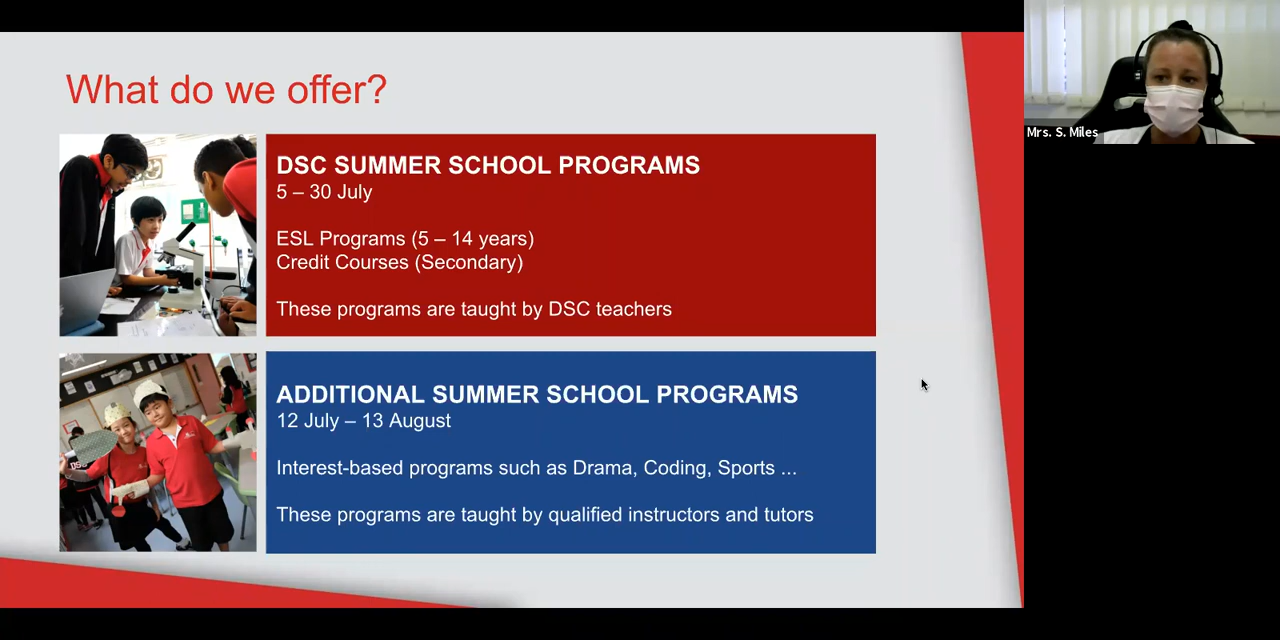 What do we offer?
DSC SUMMER SCHOOL PROGRAMS
5 – 30 July
ESL Programs (5 – 14 years)
Credit Courses (Secondary)
These programs are taught by DSC teachers
ADDITIONAL SUMMER SCHOOL PROGRAMS
12 July – 13 August
Interest-based programs such as Drama, Coding, Sports ...
These programs are taught by qualified instructors and tutors
Mrs. S. Miles